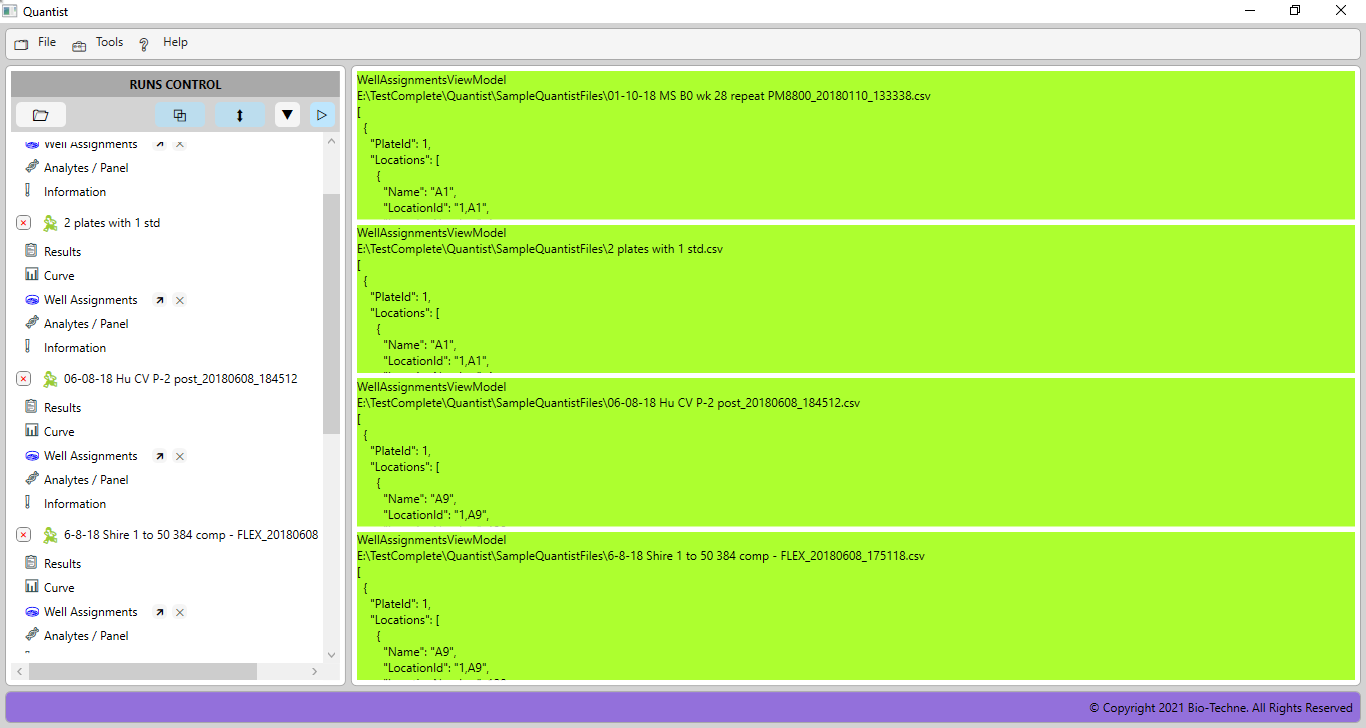 Quantist
File Tools Help
RUNS CONTROL
Well Assignments
Analytes / Panel
Information
2 plates with 1 std
Results
Curve
Well Assignments
Analytes / Panel
Information
06-08-18 Hu CV P-2 post_20180608_184512
Results
Curve
Well Assignments
Analytes / Panel
Information
6-8-18 Shire 1 to 50 384 comp - FLEX_20180608
Results
Curve
Well Assignments
Analytes / Panel
WellAssignmentsViewModel
E:\TestComplete\Quantist\SampleQuantistFiles\01-10-18 MS B0 wk 28 repeat PM8800_20180110_133338.csv
[
{
"PlateId": 1,
"Locations": [
{
"Name": "A1",
"LocationId": "1,A1",
WellAssignmentsViewModel
E:\TestComplete\Quantist\SampleQuantistFiles\2 plates with 1 std.csv
[
{
"PlateId": 1,
"Locations": [
{
"Name": "A1",
"LocationId": "1,A1",
WellAssignmentsViewModel
E:\TestComplete\Quantist\SampleQuantistFiles\06-08-18 Hu CV P-2 post_20180608_184512.csv
[
{
"PlateId": 1,
"Locations": [
{
"Name": "A9",
"LocationId": "1,A9",
WellAssignmentsViewModel
E:\TestComplete\Quantist\SampleQuantistFiles\6-8-18 Shire 1 to 50 384 comp - FLEX_20180608_175118.csv
[
{
"PlateId": 1,
"Locations": [
{
"Name": "A9",
"LocationId": "1,A9",
© Copyright 2021 Bio-Techne. All Rights Reserved